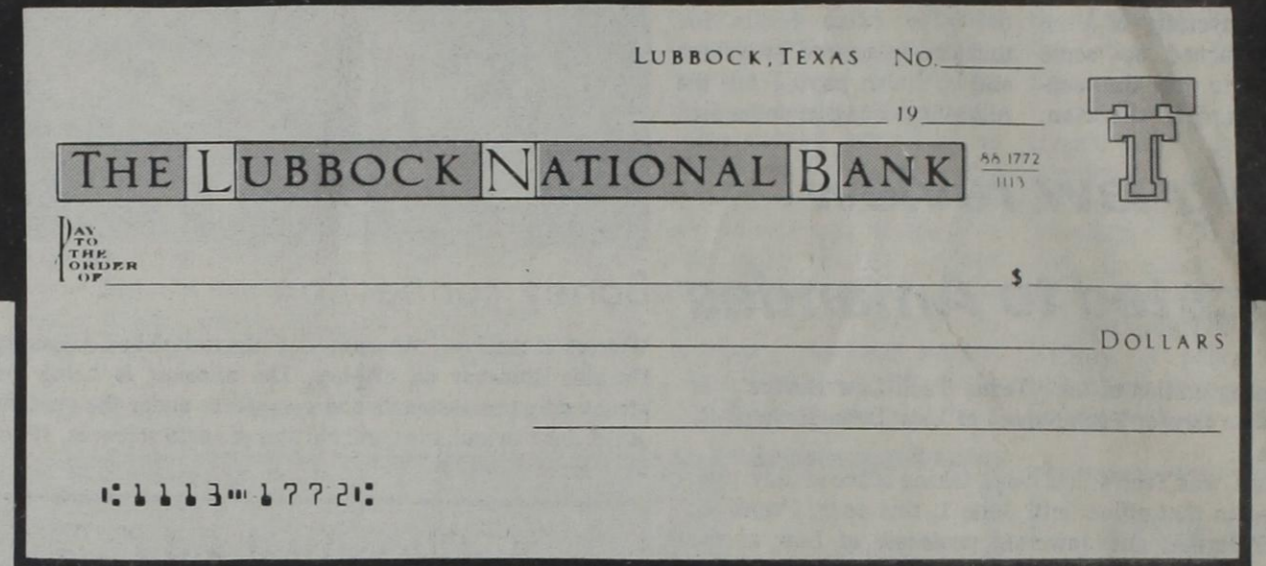 LUBBOCK, TEXAS NO.
19
THE LUBBOCK NATIONAL BANK
88 1772
1113
TT
PAY
TO
THE
ORDER
OF $
DOLLARS
⑆1113⑉1772⑆